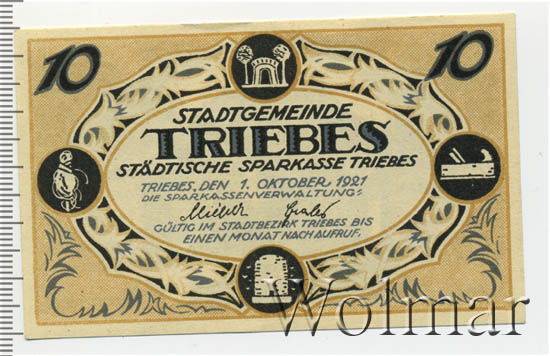 10 10
STADTGEMEINDE
TRIEBES
STÄDTISCHE SPARKASSE TRIEBES
TRIEBES, DEN 1. OKTOBER 1921
DIE SPARKASSENVERWALTUNG:
GÜLTIG IM STADTBEZIRK TRIEBES BIS
EINEN MONAT NACH AUFRUF.
Wolmar